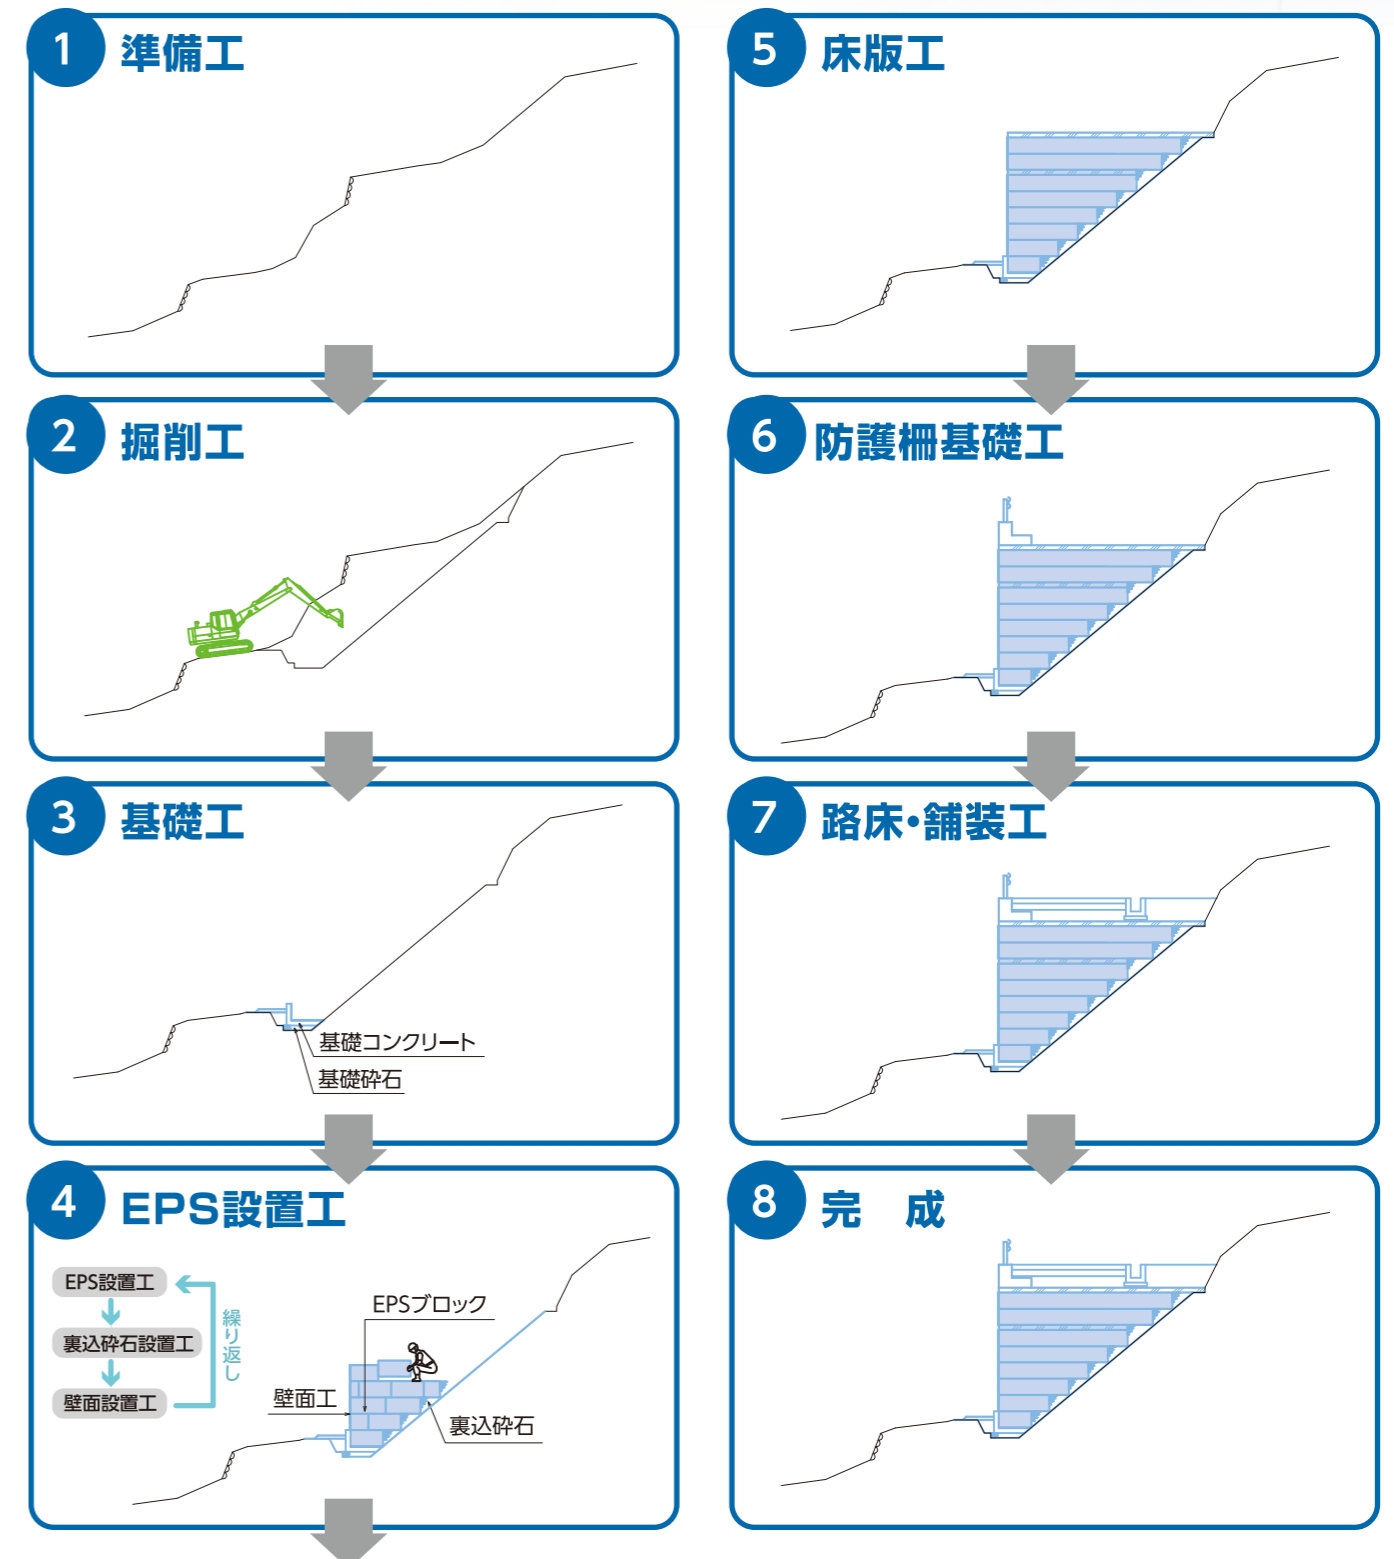 1 準備工
2 掘削工
3 基礎工
基礎コンクリート
基礎砕石
4 EPS設置工
EPS設置工
裏込砕石設置工
壁面設置工
繰り返し
EPSブロック
壁面工
裏込砕石
5 床版工
6 防護柵基礎工
7 路床・舗装工
8 完　成